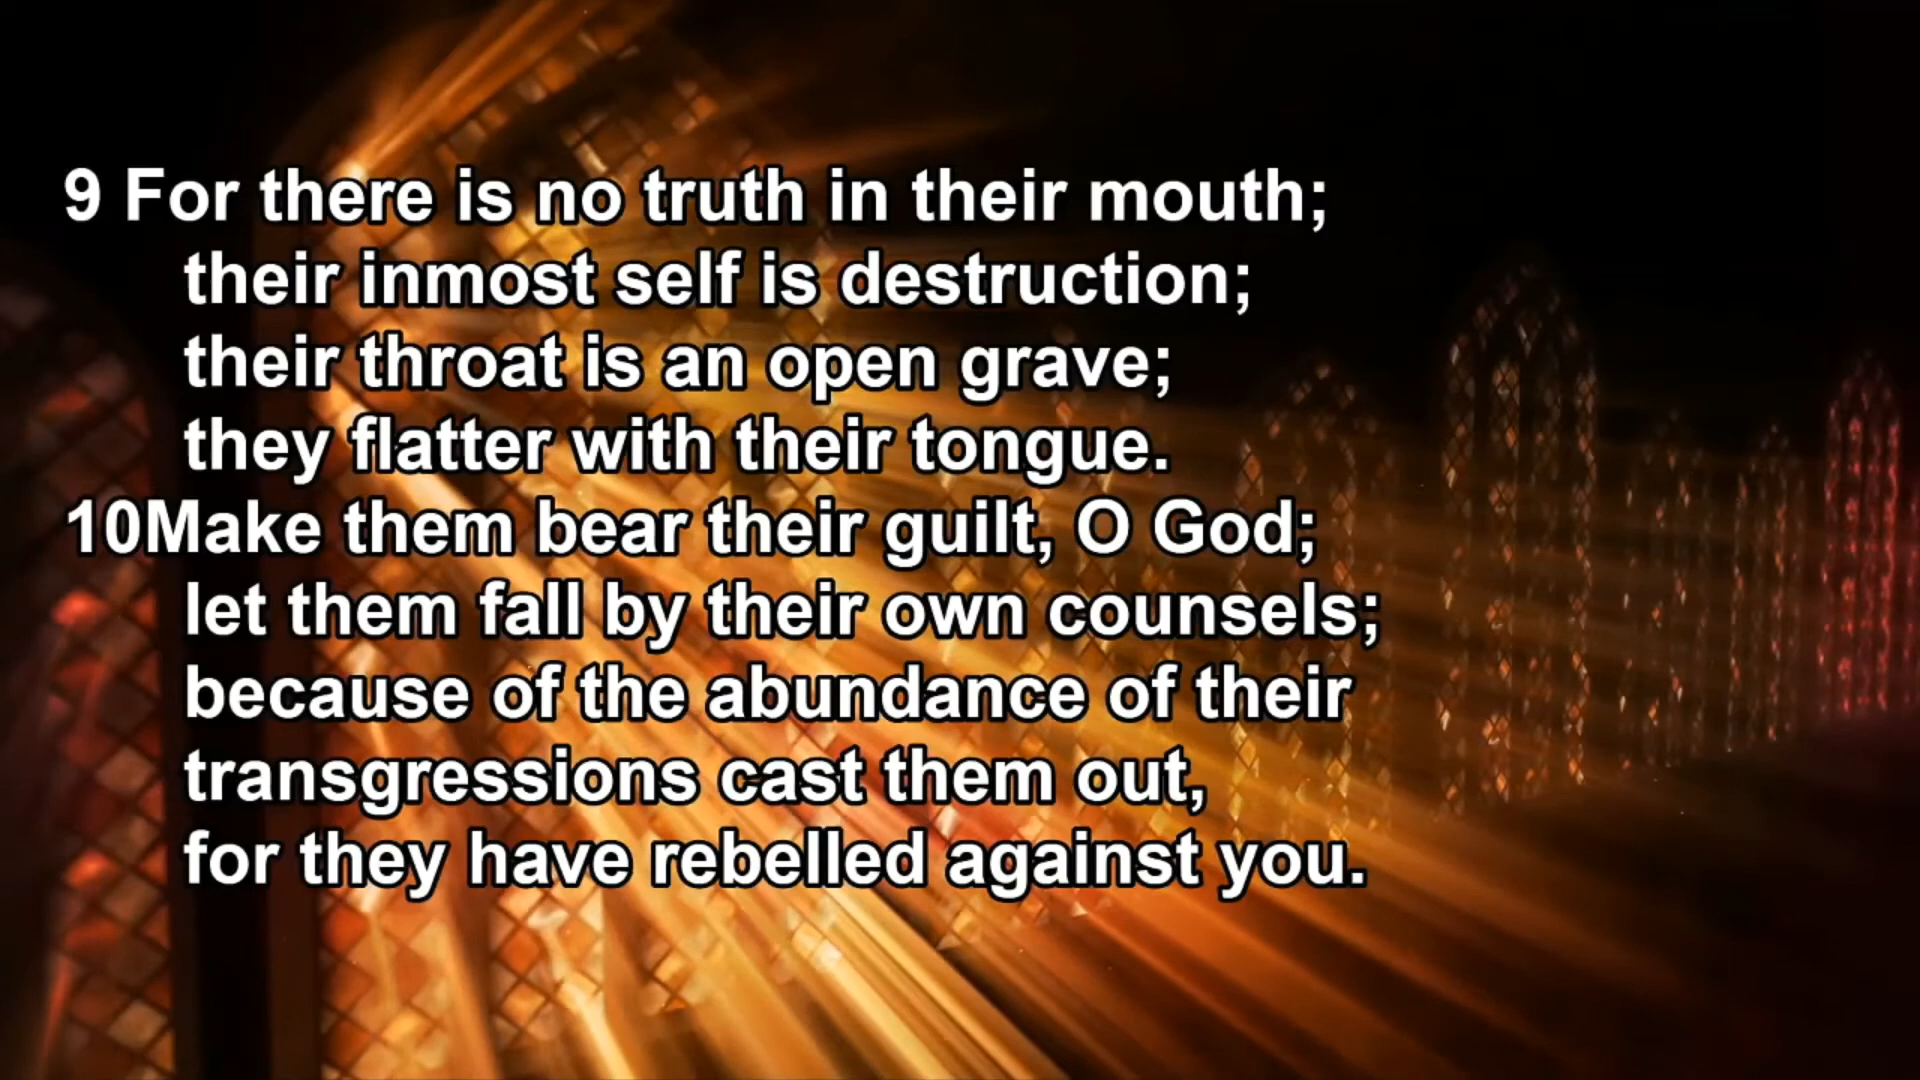 9 For there is no truth in their mouth;
their inmost self is destruction;
their throat is an open grave;
they flatter with their tongue.
10Make them bear their guilt, O God;
let them fall by their own counsels;
because of the abundance of their
transgressions cast them out,
for they have rebelled against you.